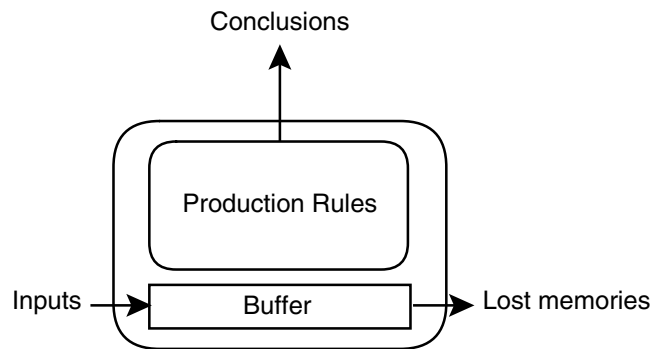 Conclusions
Production Rules
Inputs
Buffer
Lost memories